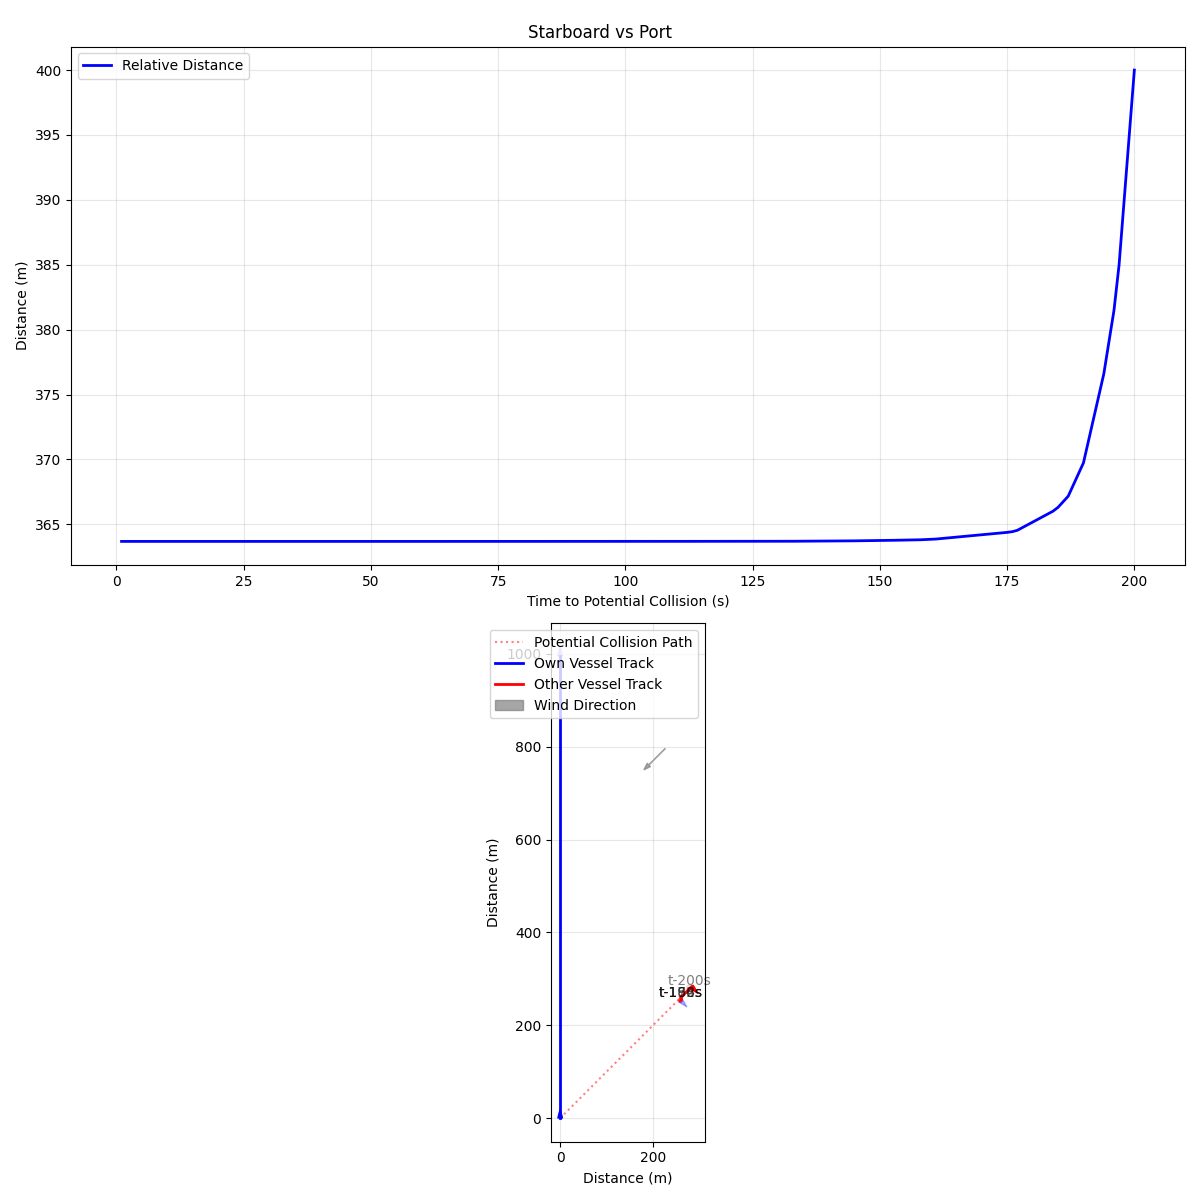 Starboard vs Port
Relative Distance
400
395
390
385
380
375
370
365
Distance (m)
0 25 50 75 100 125 150 175 200
Time to Potential Collision (s)
Potential Collision Path
Own Vessel Track
Other Vessel Track
Wind Direction
1000
800
600
400
200
0
Distance (m)
t-200s
0 200
Distance (m)